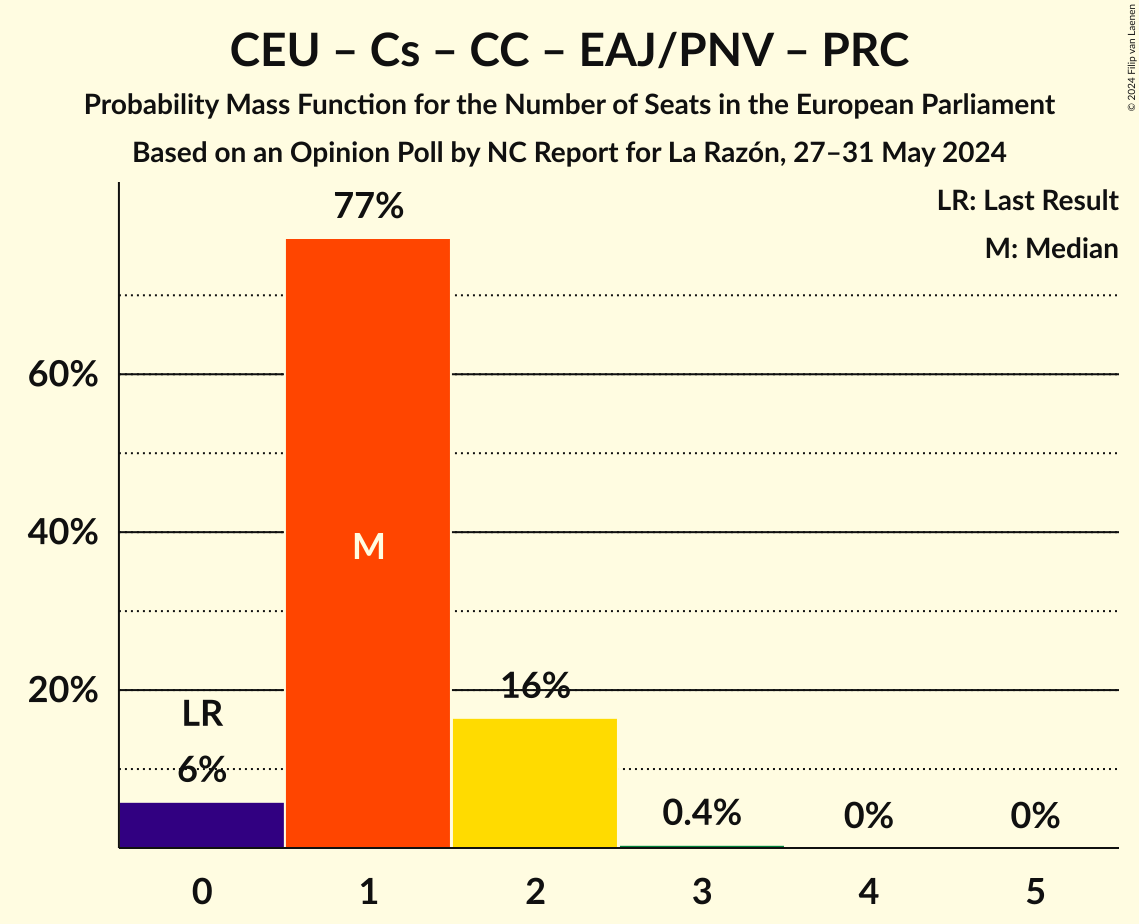 CEU – Cs – CC – EAJ/PNV – PRC
Probability Mass Function for the Number of Seats in the European Parliament
Based on an Opinion Poll by NC Report for La Razón, 27–31 May 2024
© 2024 Filip van Laenen
LR: Last Result
M: Median
77%
60%
40%
M
20%
16%
LR
6%
0.4%
0%
0%
0 1 2 3 4 5